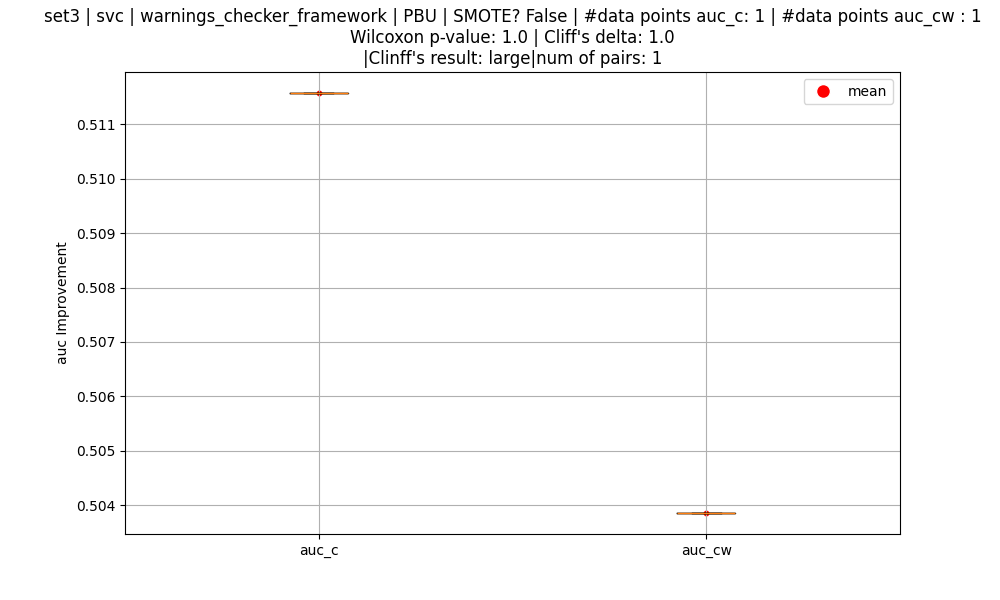 set3 | svc | warnings_checker_framework | PBU | SMOTE? False | #data points auc_c: 1 | #data points auc_cw : 1
Wilcoxon p-value: 1.0 | Cliff's delta: 1.0
|Clinff's result: large|num of pairs: 1
mean
0.511
0.510
0.509
0.508
0.507
0.506
0.505
0.504
auc Improvement
auc_c
auc_cw